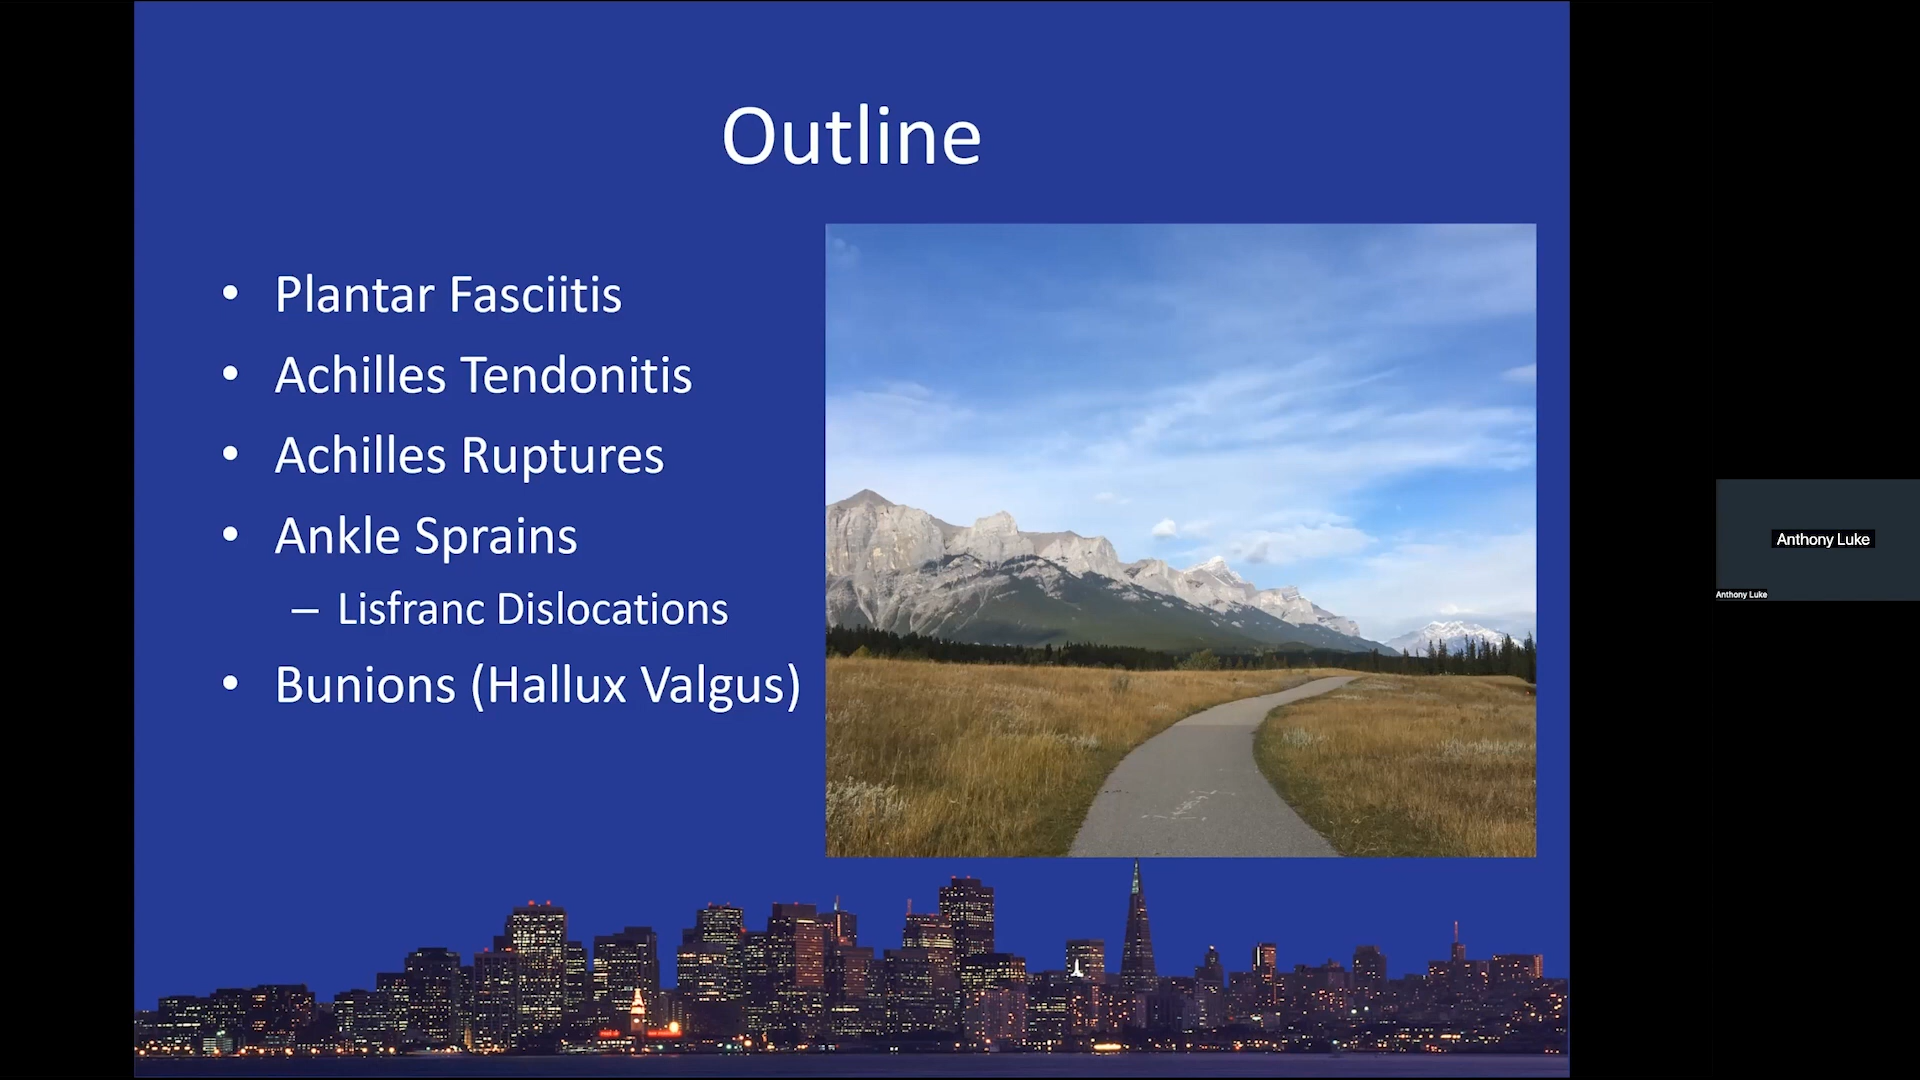 Outline
• Plantar Fasciitis
• Achilles Tendonitis
• Achilles Ruptures
• Ankle Sprains
– Lisfranc Dislocations
• Bunions (Hallux Valgus)
Anthony Luke
Anthony Luke